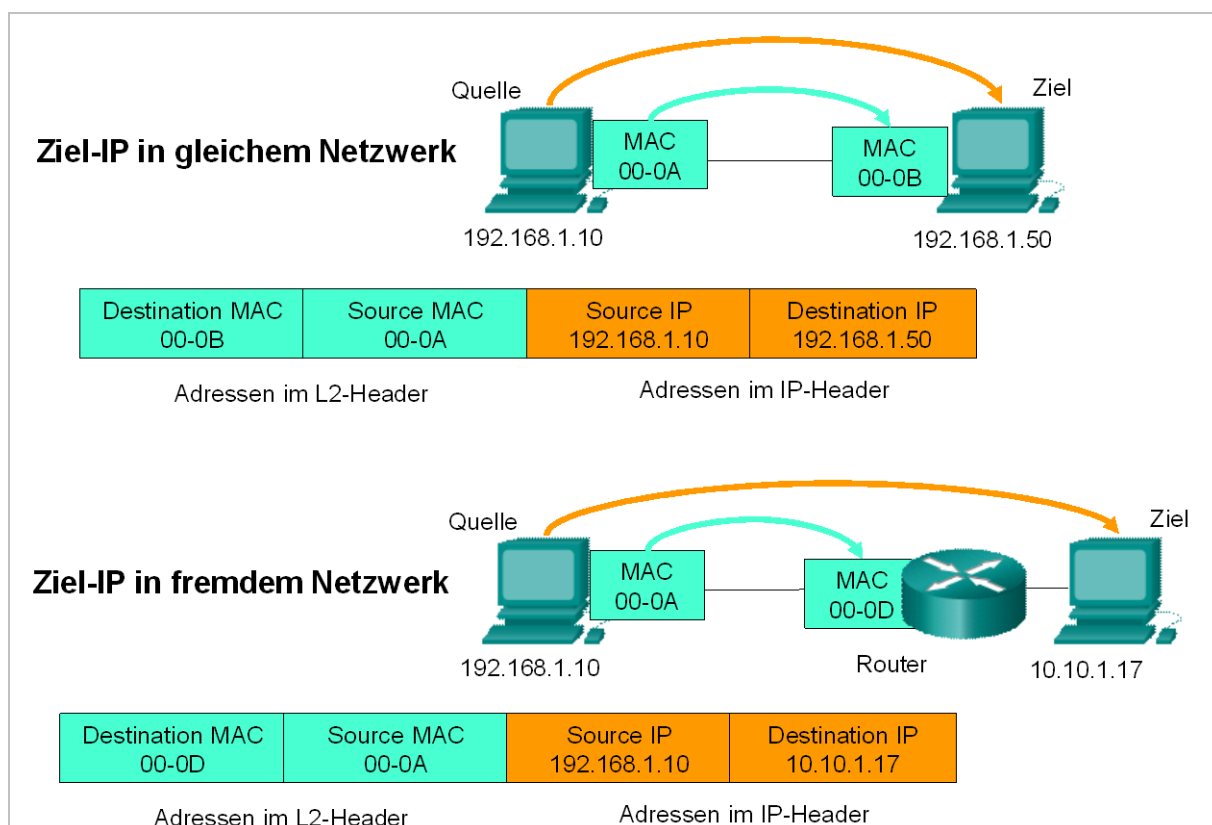 Quelle
Ziel
Ziel-IP in gleichem Netzwerk
MAC
00-0A
MAC
00-0B
192.168.1.10
192.168.1.50
Destination MAC
00-0B
Source MAC
00-0A
Source IP
192.168.1.10
Destination IP
192.168.1.50
Adressen im L2-Header
Adressen im IP-Header
Quelle
Ziel
Ziel-IP in fremdem Netzwerk
MAC
00-0A
MAC
00-0D
192.168.1.10
Router
10.10.1.17
Destination MAC
00-0D
Source MAC
00-0A
Source IP
192.168.1.10
Destination IP
10.10.1.17
Adressen im L2-Header
Adressen im IP-Header